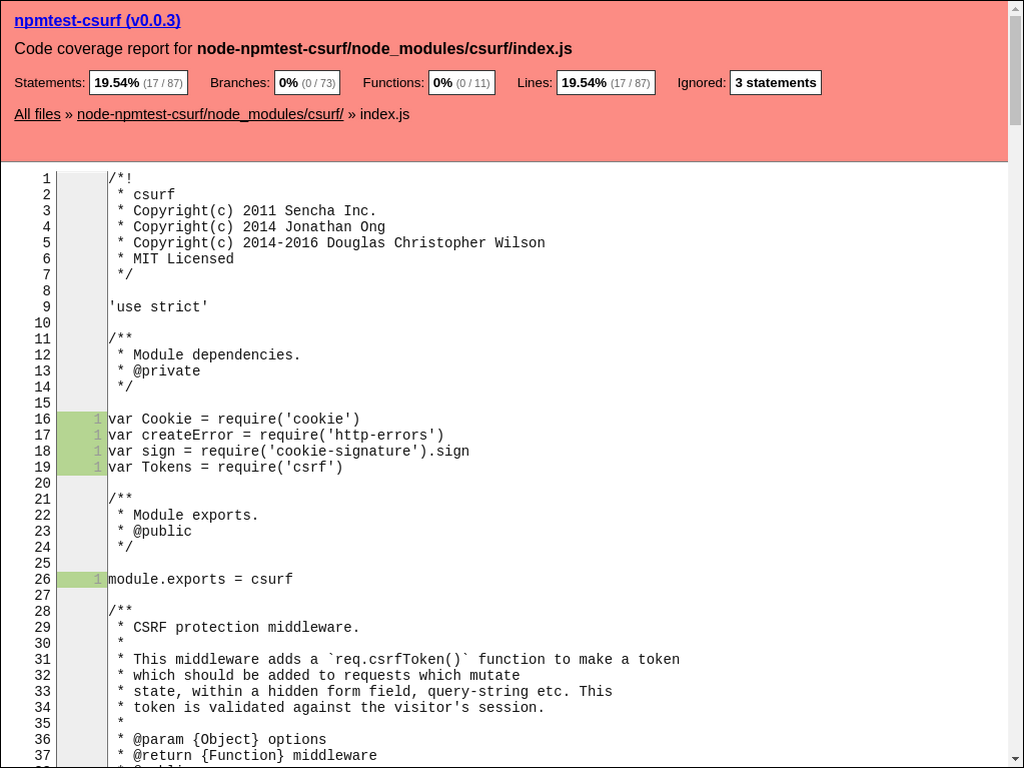 npmtest-csurf (v0.0.3)
Code coverage report for node-npmtest-csurf/node_modules/csurf/index.js
Statements: 19.54% (17 / 87) Branches: 0% (0 / 73) Functions: 0% (0 / 11) Lines: 19.54% (17 / 87) Ignored: 3 statements
All files » node-npmtest-csurf/node_modules/csurf/ » index.js
1 /*!
2  * csurf
3  * Copyright(c) 2011 Sencha Inc.
4  * Copyright(c) 2014 Jonathan Ong
5  * Copyright(c) 2014-2016 Douglas Christopher Wilson
6  * MIT Licensed
7  */
8
9 'use strict'
10
11 /**
12  * Module dependencies.
13  * @private
14  */
15
16 1 var Cookie = require('cookie')
17 1 var createError = require('http-errors')
18 1 var sign = require('cookie-signature').sign
19 1 var Tokens = require('csrf')
20
21 /**
22  * Module exports.
23  * @public
24  */
25
26 1 module.exports = csurf
27
28 /**
29  * CSRF protection middleware.
30  *
31  * This middleware adds a `req.csrfToken()` function to make a token
32  * which should be added to requests which mutate
33  * state, within a hidden form field, query-string etc. This
34  * token is validated against the visitor's session.
35  *
36  * @param {Object} options
37  * @return {Function} middleware